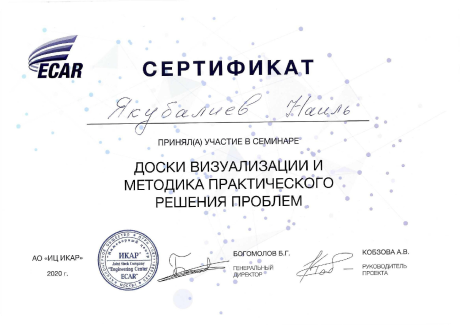 ECAR
СЕРТИФИКАТ
Якубалиев Наиль
ПРИНЯЛ(А) УЧАСТИЕ В СЕМИНАРЕ
ДОСКИ ВИЗУАЛИЗАЦИИ И
МЕТОДИКА ПРАКТИЧЕСКОГО
РЕШЕНИЯ ПРОБЛЕМ
АО «ИЦ ИКАР»
2020 г.
"ИКАР"
Joint Stock Company
"Engineering Centre
ECAR"
БОГОМОЛОВ Б.Г.
ГЕНЕРАЛЬНЫЙ
ДИРЕКТОР
КОБЗОВА А.В.
РУКОВОДИТЕЛЬ
ПРОЕКТА